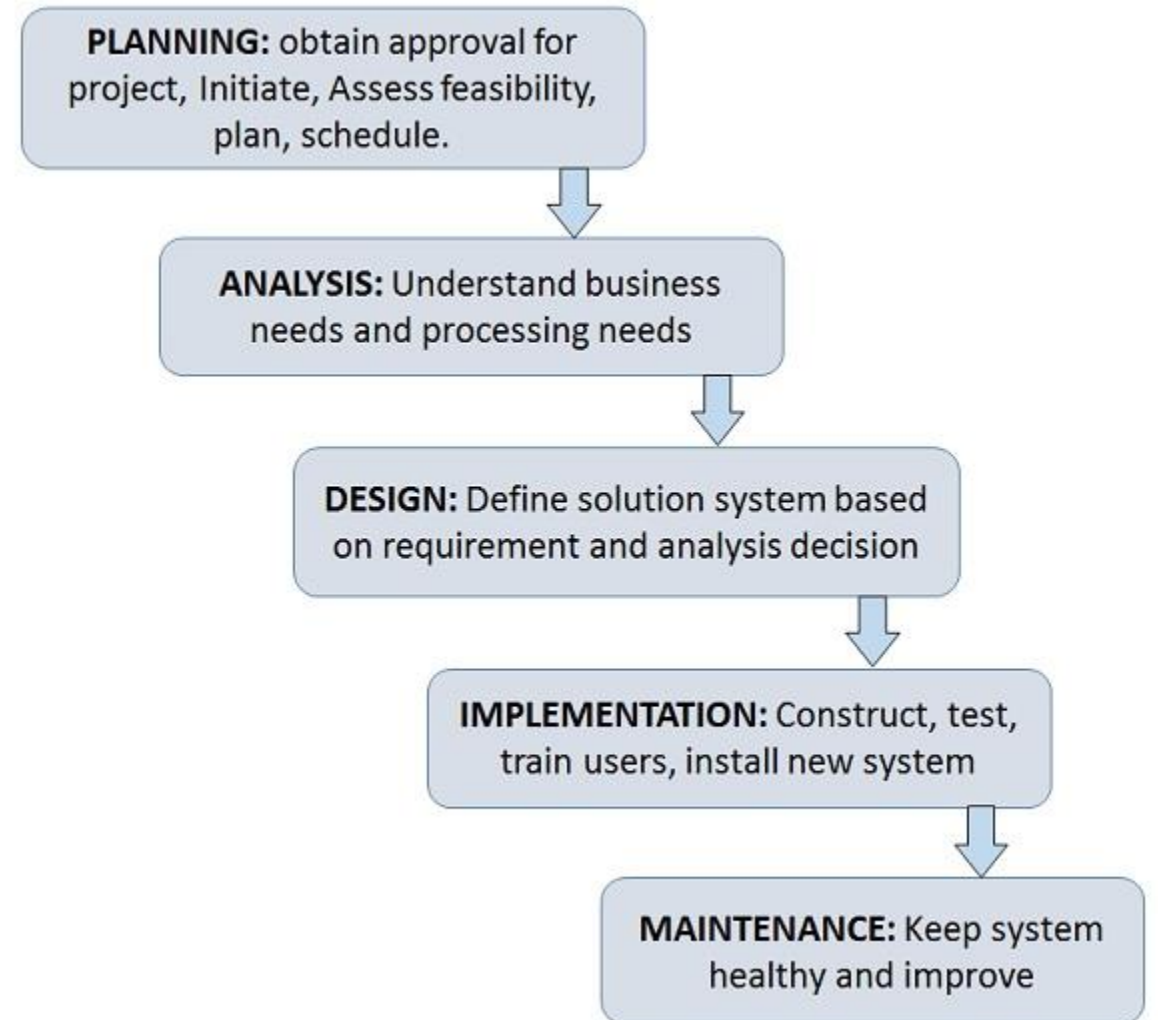 PLANNING: obtain approval for
project, Initiate, Assess feasibility,
plan, schedule.
ANALYSIS: Understand business
needs and processing needs
DESIGN: Define solution system based
on requirement and analysis decision
IMPLEMENTATION: Construct, test,
train users, install new system
MAINTENANCE: Keep system
healthy and improve